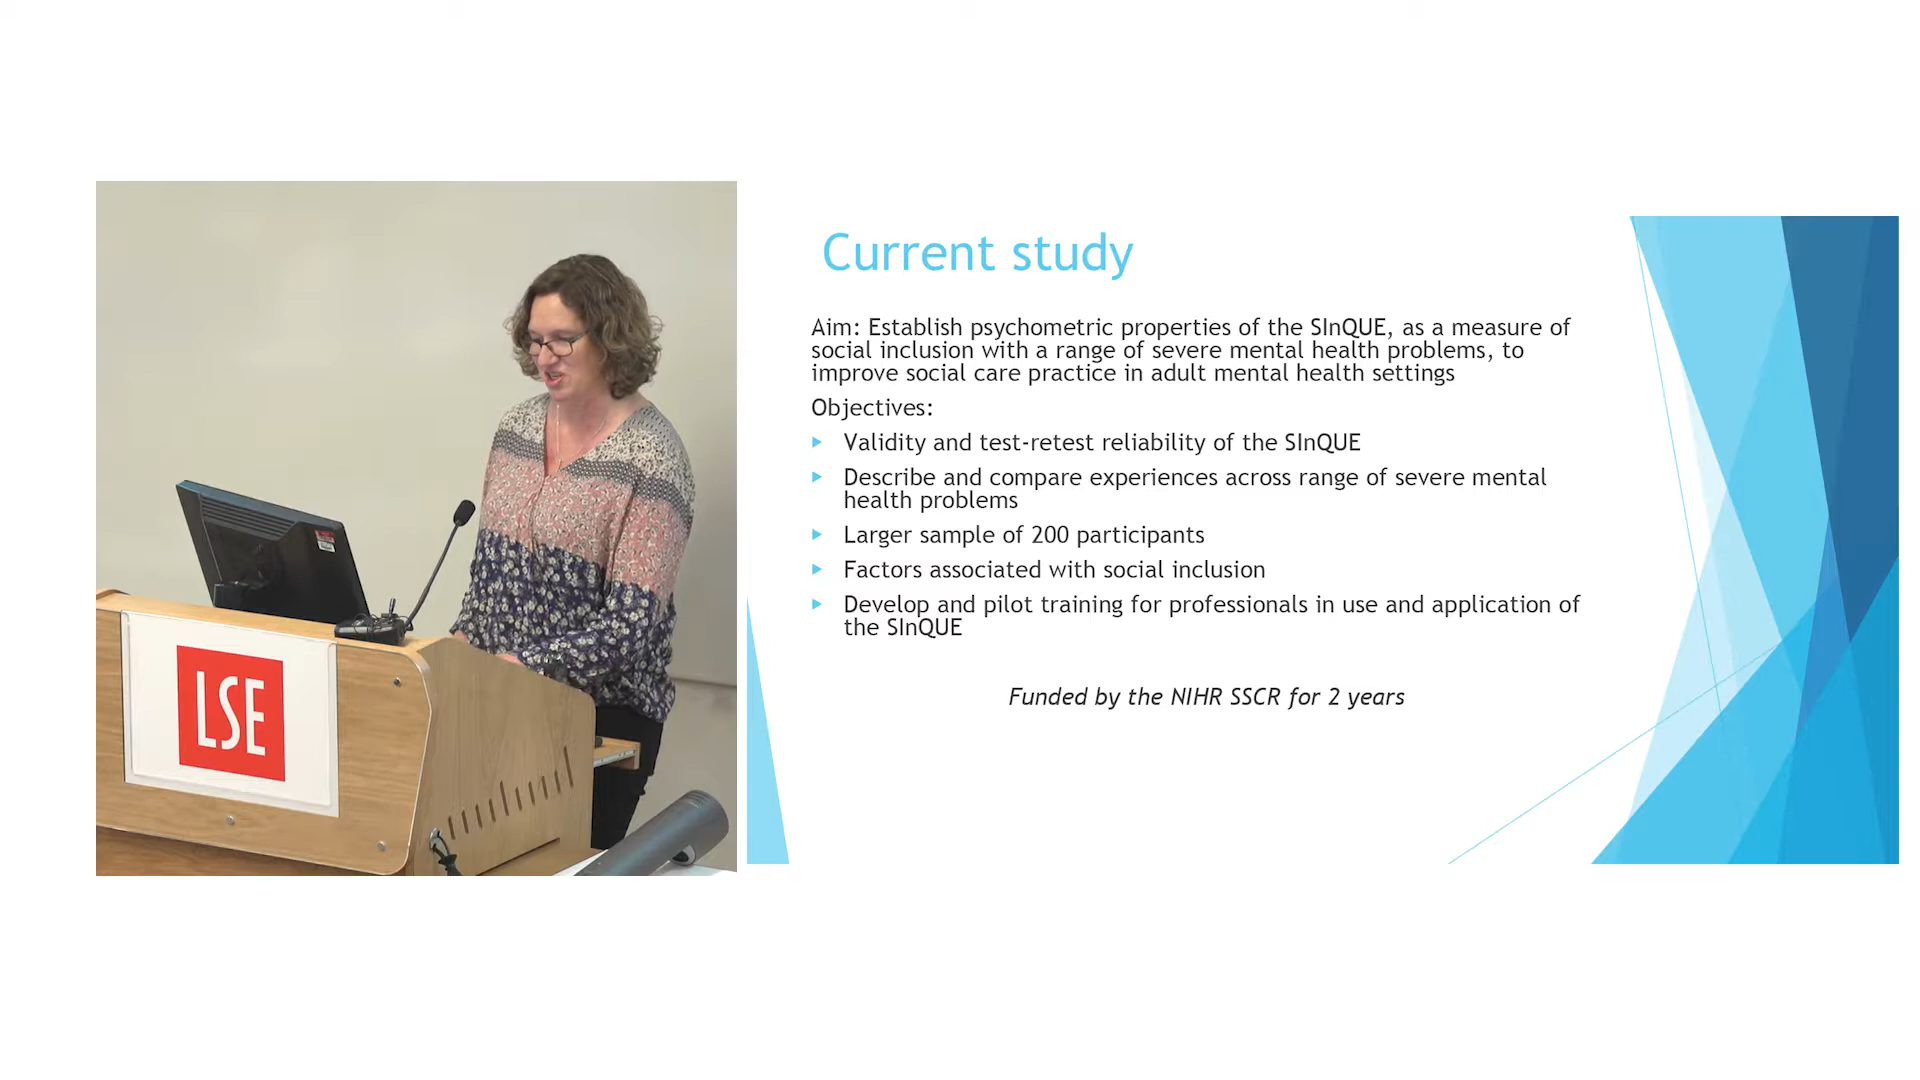 LSE
Current study
Aim: Establish psychometric properties of the SInQUE, as a measure of
social inclusion with a range of severe mental health problems, to
improve social care practice in adult mental health settings
Objectives:
Validity and test-retest reliability of the SInQUE
Describe and compare experiences across range of severe mental
health problems
Larger sample of 200 participants
Factors associated with social inclusion
Develop and pilot training for professionals in use and application of
the SInQUE
Funded by the NIHR SSCR for 2 years